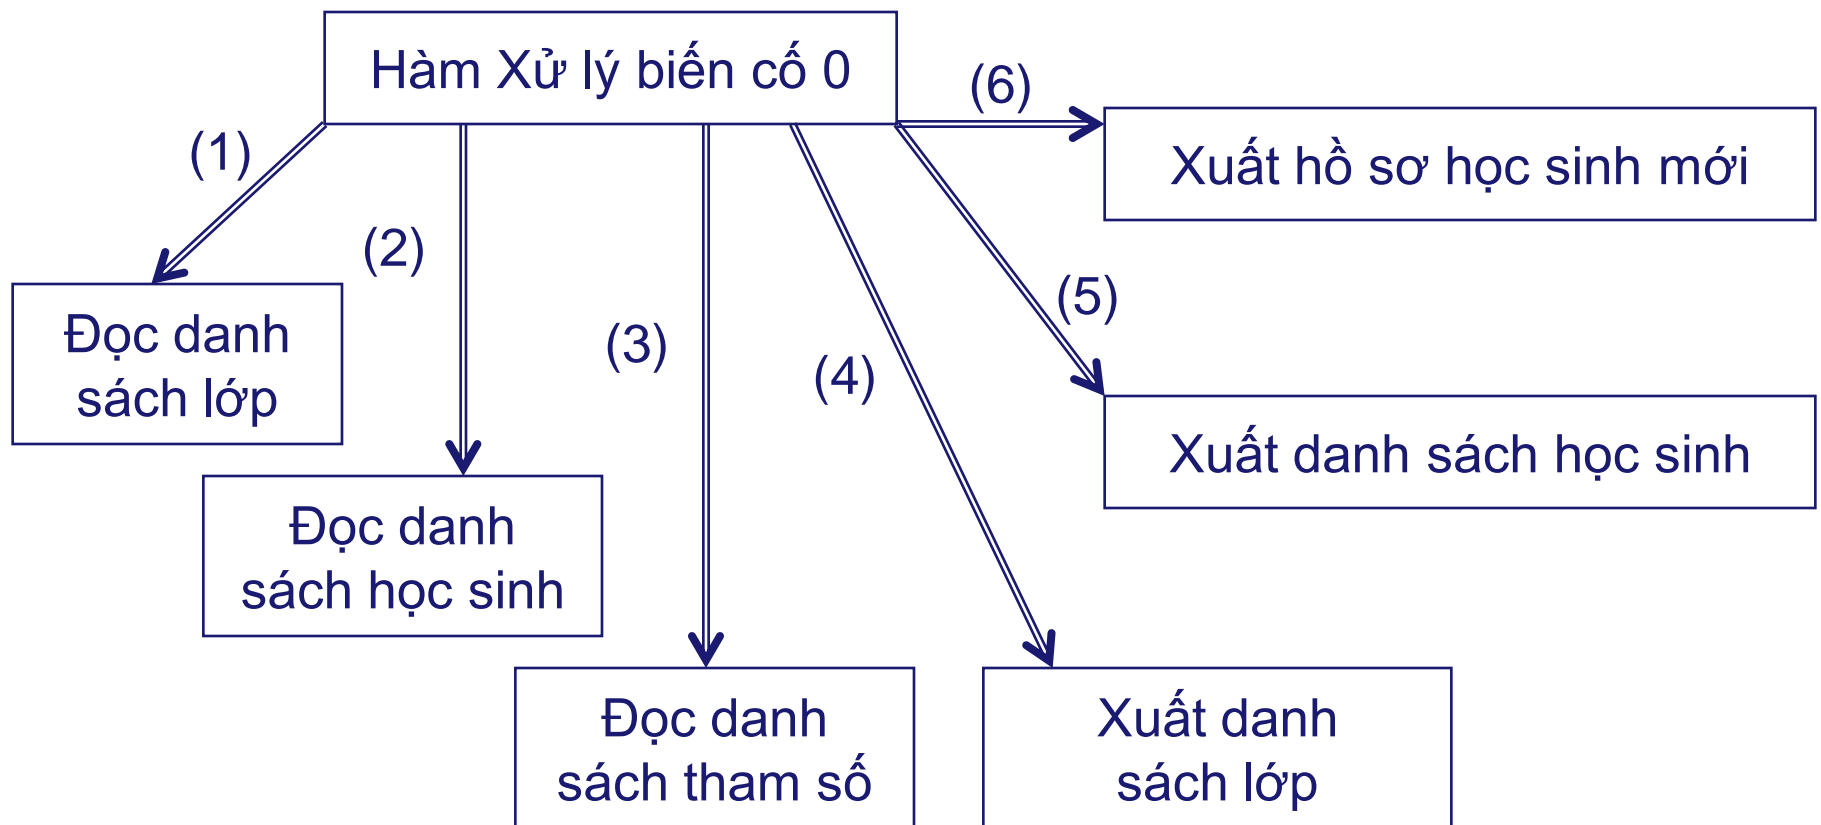 Hàm Xử lý biến cố 0
(6)
(1)
Xuất hồ sơ học sinh mới
(2)
(5)
Đọc danh
sách lớp
(3)
(4)
Xuất danh sách học sinh
Đọc danh
sách học sinh
Đọc danh
sách tham số
Xuất danh
sách lớp